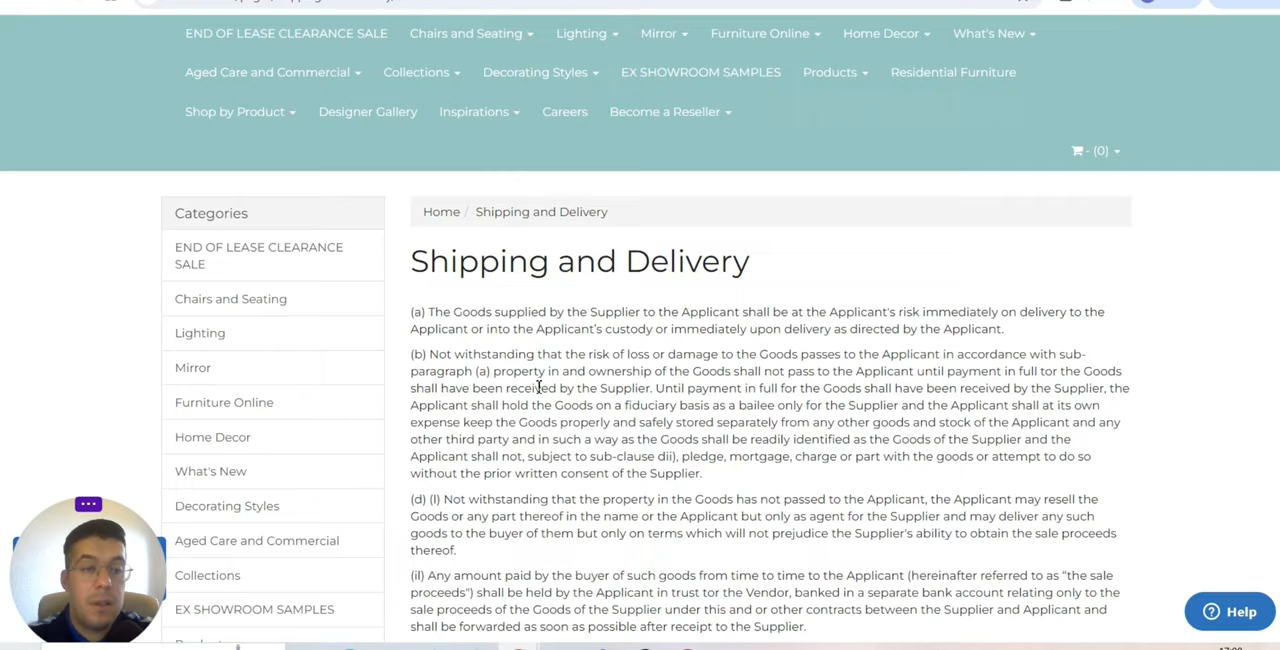 END OF LEASE CLEARANCE SALE Chairs and Seating Lighting Mirror Furniture Online Home Decor What's New
Aged Care and Commercial Collections Decorating Styles EX SHOWROOM SAMPLES Products Residential Furniture
Shop by Product Designer Gallery Inspirations Careers Become a Reseller
- (0)
Categories
END OF LEASE CLEARANCE
SALE
Chairs and Seating
Lighting
Mirror
Furniture Online
Home Decor
What's New
Decorating Styles
Aged Care and Commercial
Collections
EX SHOWROOM SAMPLES
Home / Shipping and Delivery
Shipping and Delivery
(a) The Goods supplied by the Supplier to the Applicant shall be at the Applicant's risk immediately on delivery to the
Applicant or into the Applicant's custody or immediately upon delivery as directed by the Applicant.
(b) Not withstanding that the risk of loss or damage to the Goods passes to the Applicant in accordance with sub-
paragraph (a) property in and ownership of the Goods shall not pass to the Applicant until payment in full tor the Goods
shall have been received by the Supplier. Until payment in full for the Goods shall have been received by the Supplier, the
Applicant shall hold the Goods on a fiduciary basis as a bailee only for the Supplier and the Applicant shall at its own
expense keep the Goods properly and safely stored separately from any other goods and stock of the Applicant and any
other third party and in such a way as the Goods shall be readily identified as the Goods of the Supplier and the
Applicant shall not, subject to sub-clause dii), pledge, mortgage, charge or part with the goods or attempt to do so
without the prior written consent of the Supplier.
(d) (l) Not withstanding that the property in the Goods has not passed to the Applicant, the Applicant may resell the
Goods or any part thereof in the name or the Applicant but only as agent for the Supplier and may deliver any such
goods to the buyer of them but only on terms which will not prejudice the Supplier's ability to obtain the sale proceeds
thereof.
(il) Any amount paid by the buyer of such goods from time to time to the Applicant (hereinafter referred to as "the sale
proceeds") shall be held by the Applicant in trust tor the Vendor, banked in a separate bank account relating only to the
sale proceeds of the Goods of the Supplier under this and or other contracts between the Supplier and Applicant and
shall be forwarded as soon as possible after receipt to the Supplier.
Help